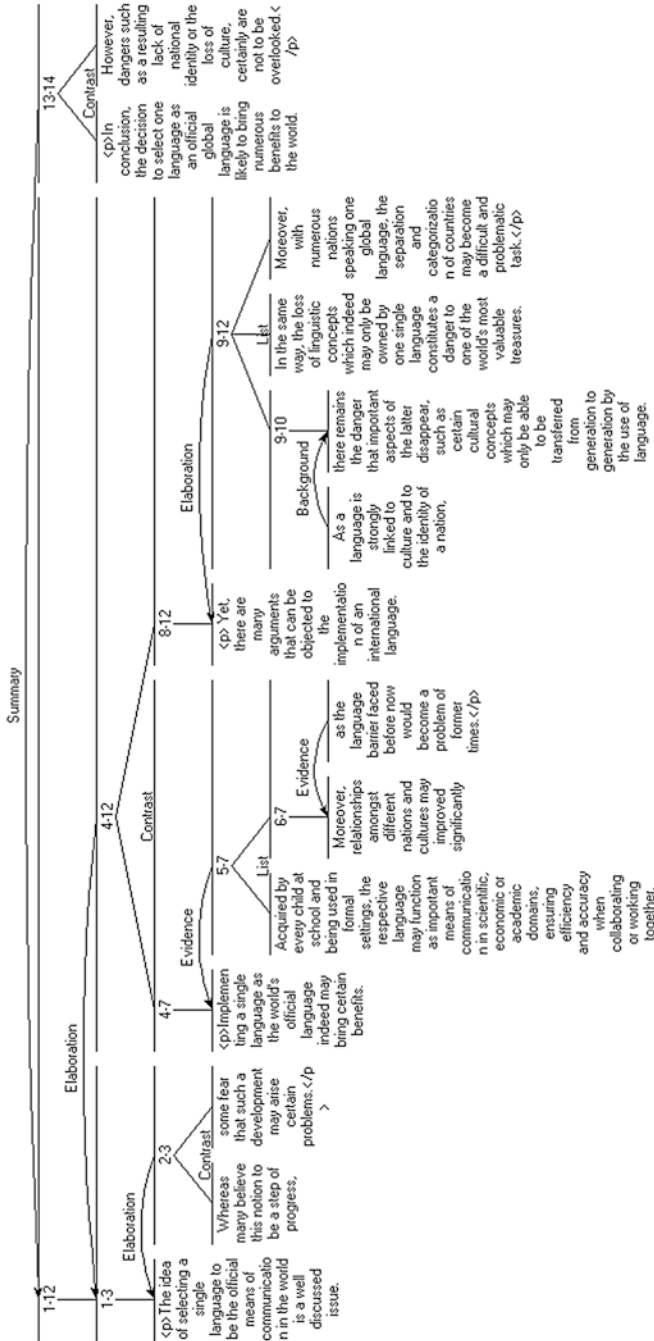 Summary
1-12
13-14
Elaboration
Contrast
1-3
4-12
<p>In
conclusion,
the decision
to select one
language as
an official
global
language is
likely to bring
numerous
benefits to
the world.
However,
dangers such
as a resulting
lack of
national
identity or the
loss of
culture,
certainly are
not to be
overlooked.<
/p>
Elaboration
Contrast
<p>The idea
of selecting a
single
language to
be the official
means of
communicatio
n in the world
is a well
discussed
issue.
2-3
4-7
8-12
Contrast
Evidence
Elaboration
Whereas
many believe
this notion to
be a step of
progress,
some fear
that such a
development
may arise
certain
problems.</p
>
<p>Implemen
ting a single
language as
the world's
official
language
indeed may
bring certain
benefits.
5-7
<p>Yet,
there are
many
arguments
that can be
objected to
the
implementatio
n of an
international
language.
9-12
List
List
Acquired by
every child at
school and
being used in
formal
settings, the
respective
language
may function
as important
means of
communicatio
n in scientific,
economic or
academic
domains,
ensuring
efficiency
and accuracy
when
collaborating
or working
together.
6-7
Evidence
9-10
Background
In the same
way, the loss
of linguistic
concepts
which indeed
may only be
owned by
one single
language
constitutes a
danger to
one of the
world's most
valuable
treasures.
Moreover,
with
numerous
nations
speaking one
global
language, the
separation
and
categorizatio
n of countries
may become
a difficult and
problematic
task.</p>
Moreover,
relationships
amongst
different
nations and
cultures may
improved
significantly
as the
language
barrier faced
before now
would
become a
problem of
former
times.</p>
As a
language is
strongly
linked to
culture and to
the identity of
a nation,
there remains
the danger
that important
aspects of
the latter
disappear,
such as
certain
cultural
concepts
which may
only be able
to be
transferred
from
generation to
generation by
the use of
language.